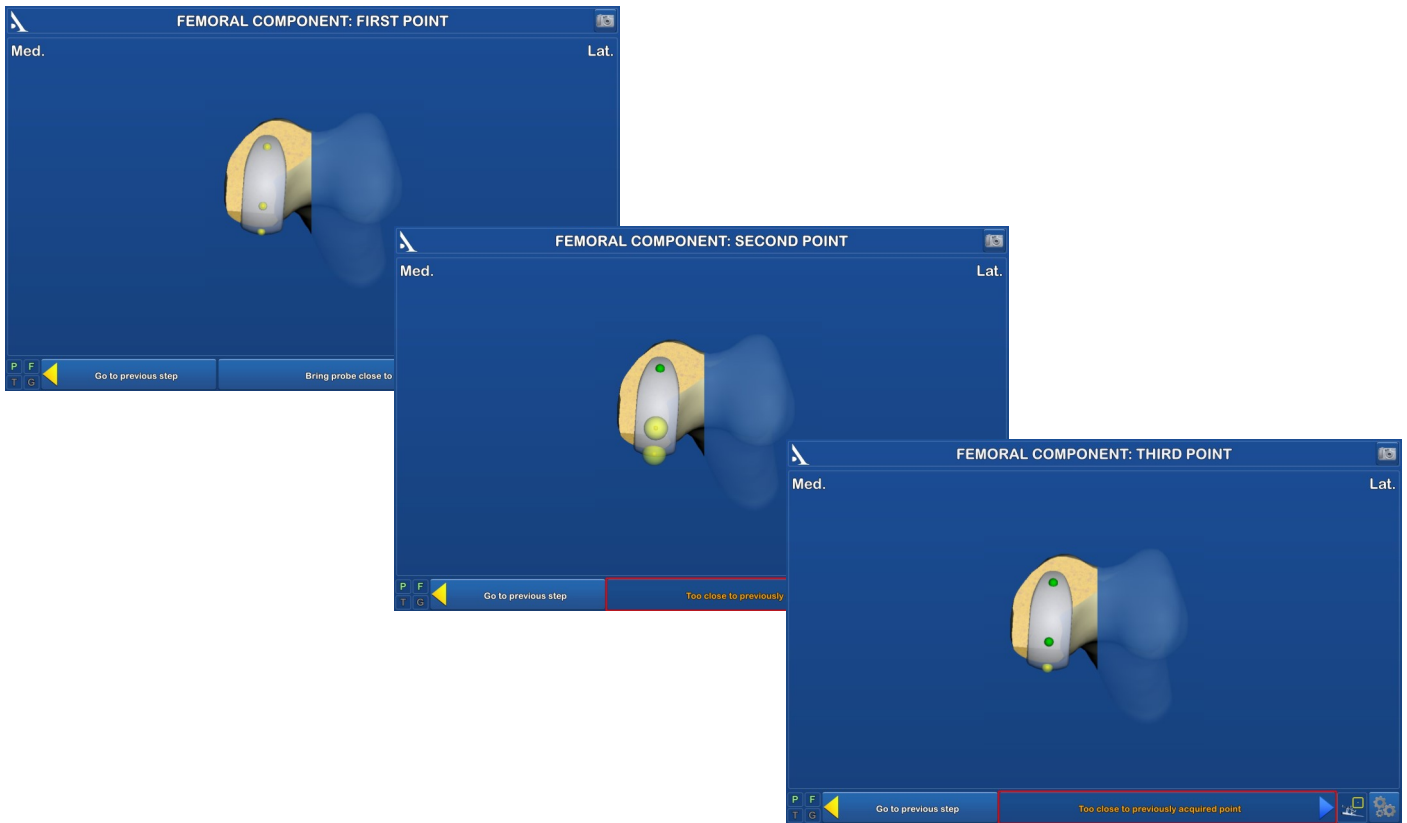 FEMORAL COMPONENT: FIRST POINT
Med.
Lat.
P F
T G
Go to previous step
Bring probe close to
FEMORAL COMPONENT: SECOND POINT
Med.
Lat.
P F
T G
Go to previous step
Too close to previously
FEMORAL COMPONENT: THIRD POINT
Med.
Lat.
P F
T G
Go to previous step
Too close to previously acquired point